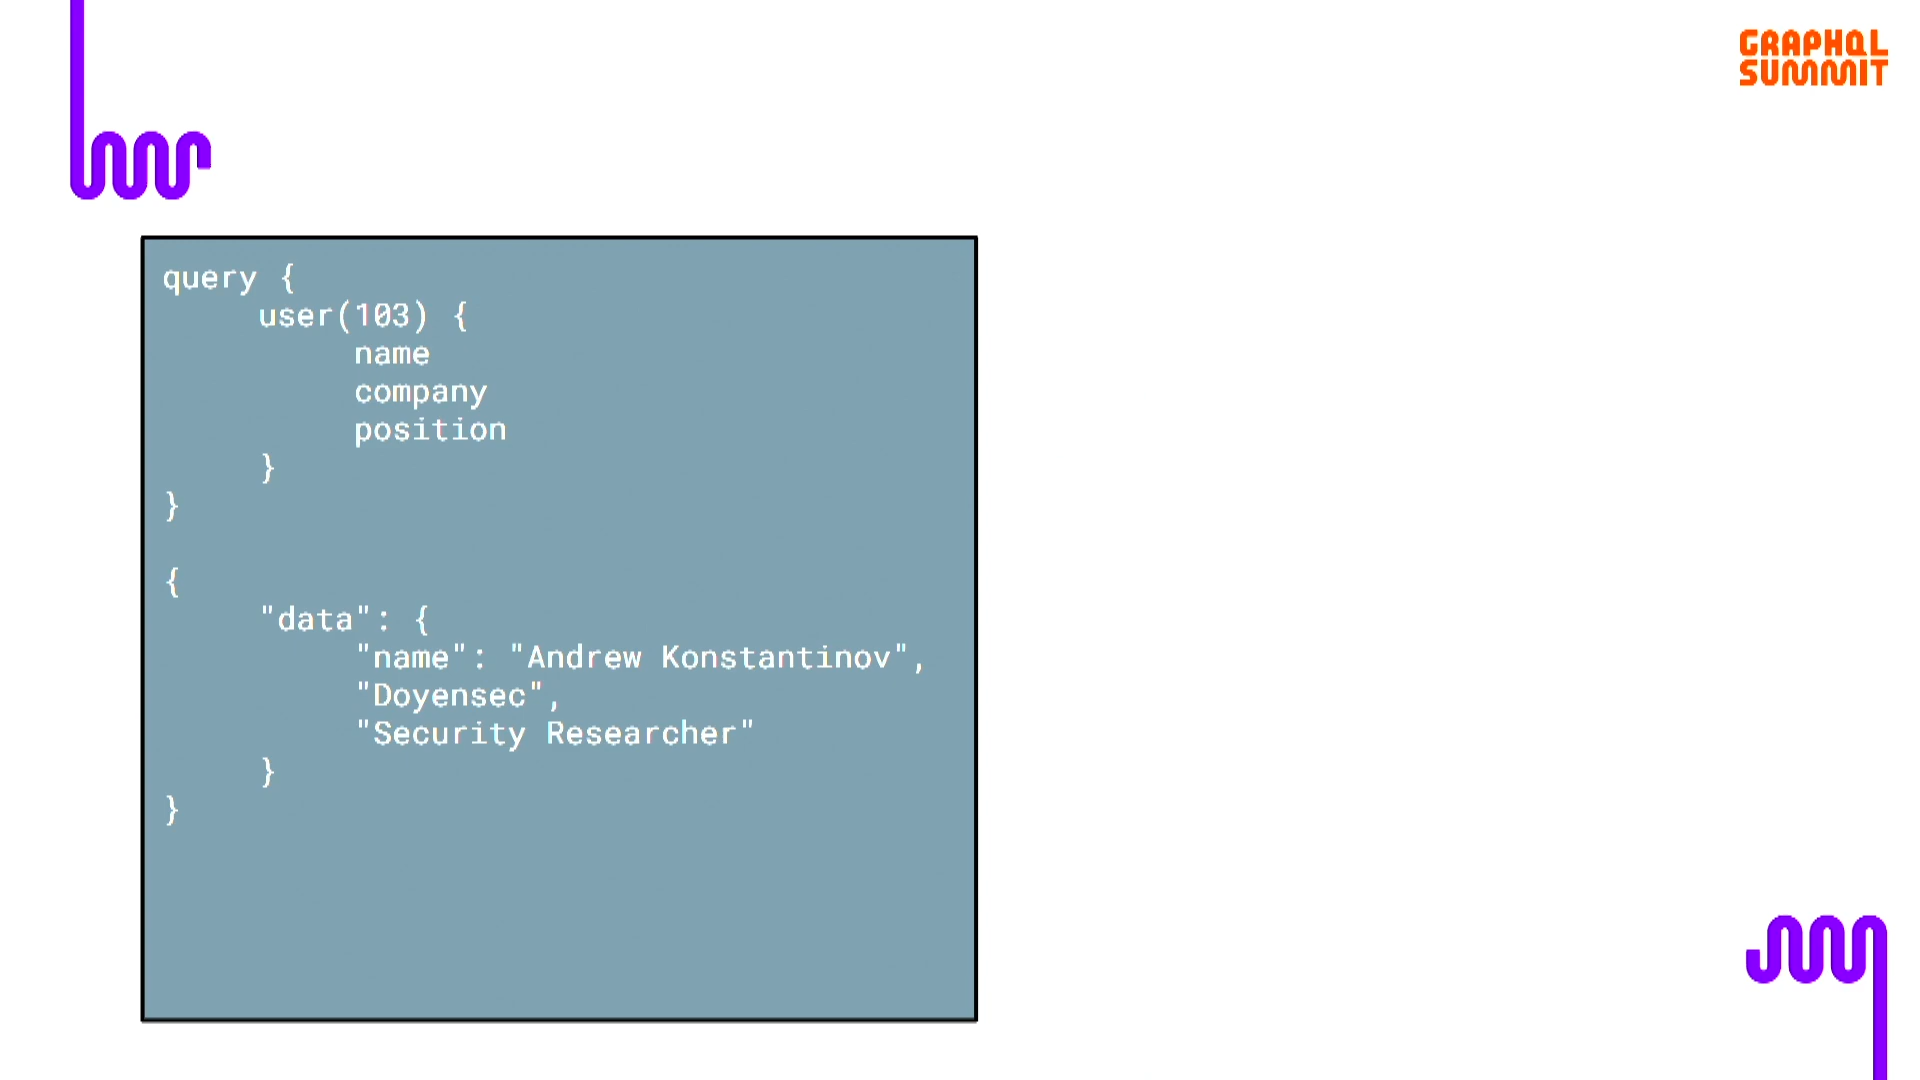 GRAPHQL
SUMMIT
query {
user(103) {
name
company
position
}
}
{
"data": {
"name": "Andrew Konstantinov",
"Doyensec",
"Security Researcher"
}
}